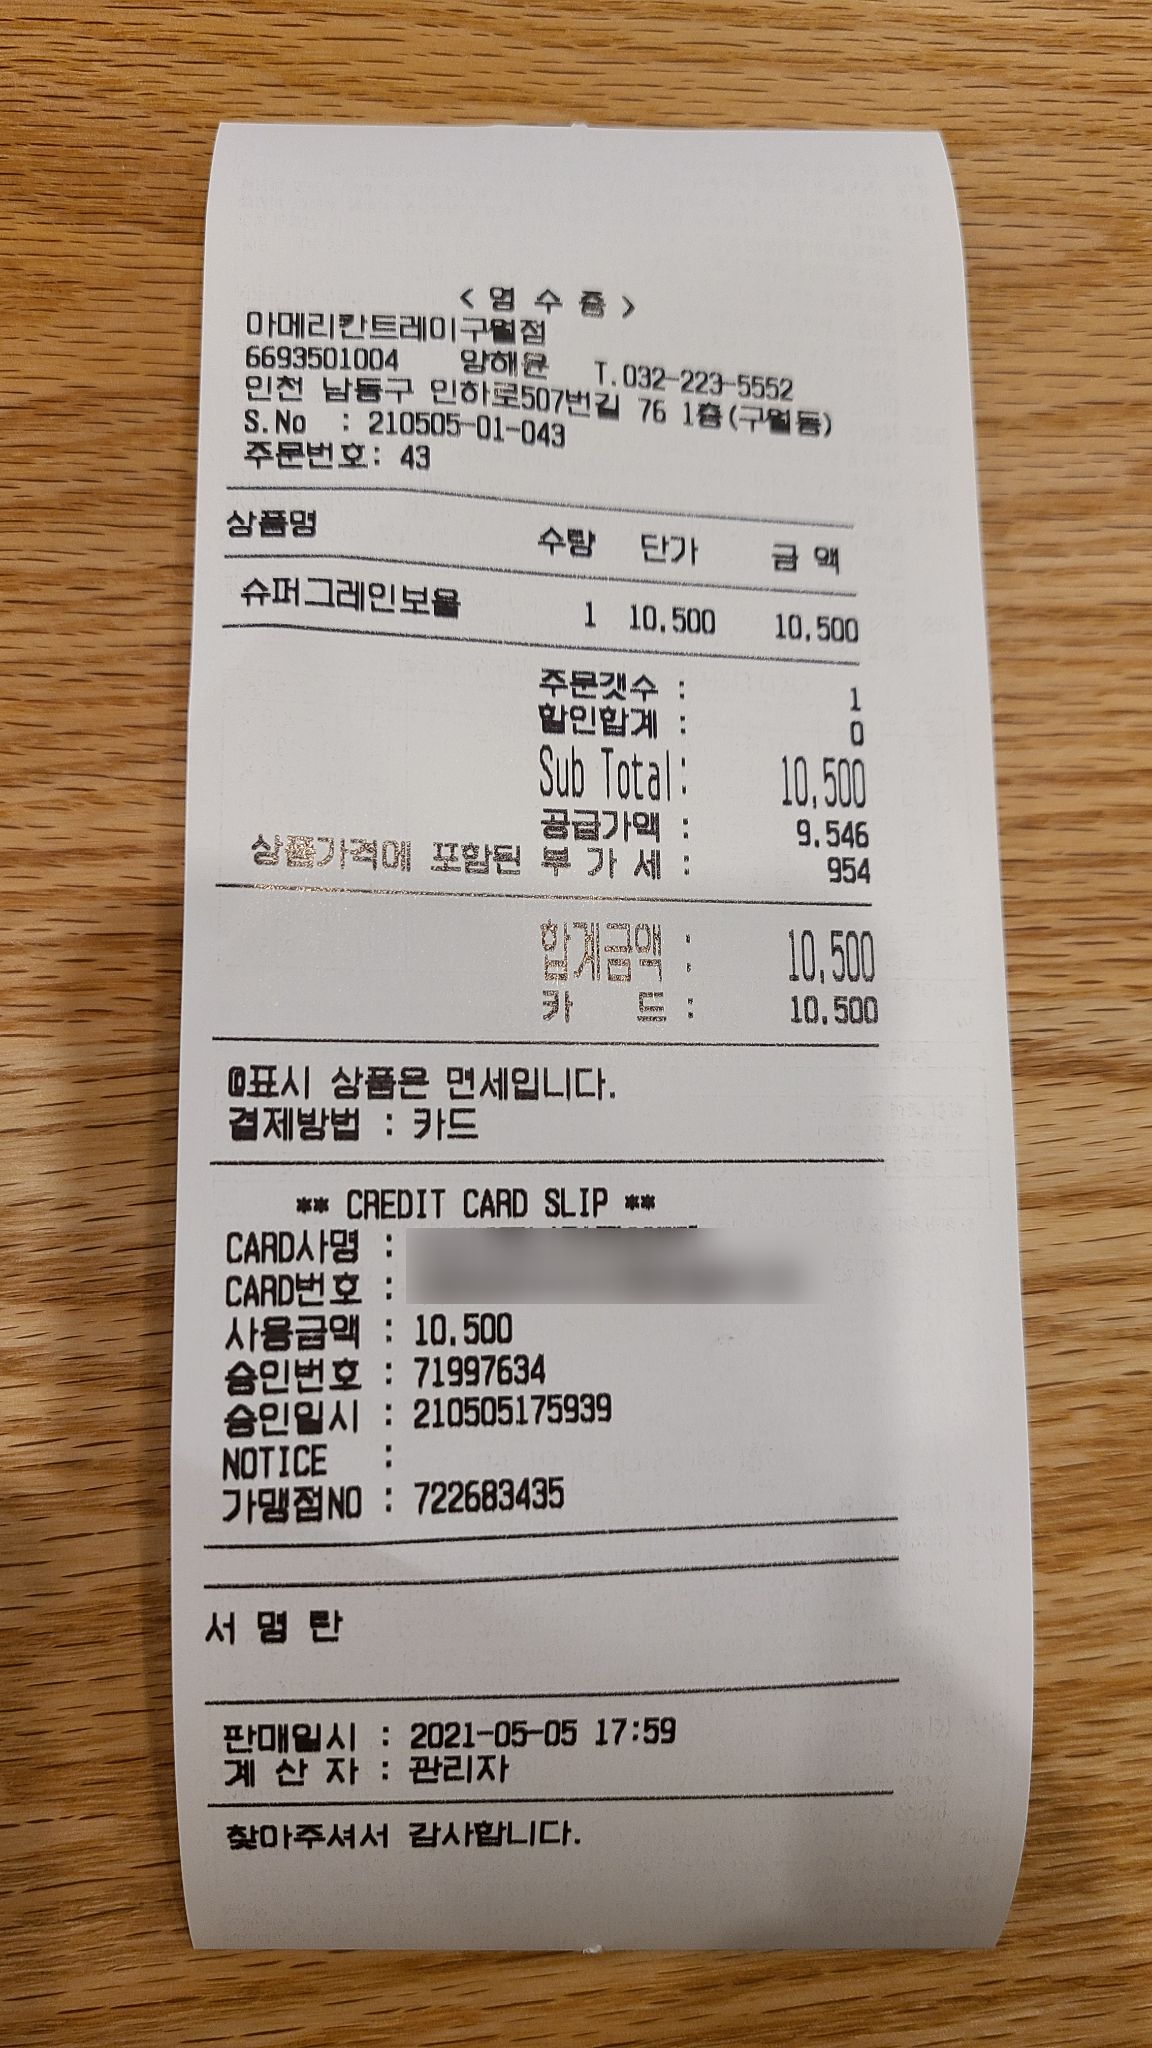 < 영 수 증 >
아메리칸트레이구월점
6693501004 양해윤 T.032-223-5552
인천 남동구 인하로507번길 76 1층(구월동)
S.No : 210505-01-043
주문번호: 43
상품명 수량 단가 금 액
슈퍼그레인보울 1 10,500 10,500
주문갯수 : 1
할인합계 : 0
Sub Total: 10,500
공급가액 : 9,546
상품가격에 포함된 부 가 세 : 954
합계금액 : 10,500
카 드 : 10,500
@표시 상품은 면세입니다.
결제방법 : 카드
** CREDIT CARD SLIP **
CARD사명 :
CARD번호 :
사용금액 : 10,500
승인번호 : 71997634
승인일시 : 210505175939
NOTICE :
가맹점NO : 722683435
서 명 란
판매일시 : 2021-05-05 17:59
계 산 자 : 관리자
찾아주셔서 감사합니다.